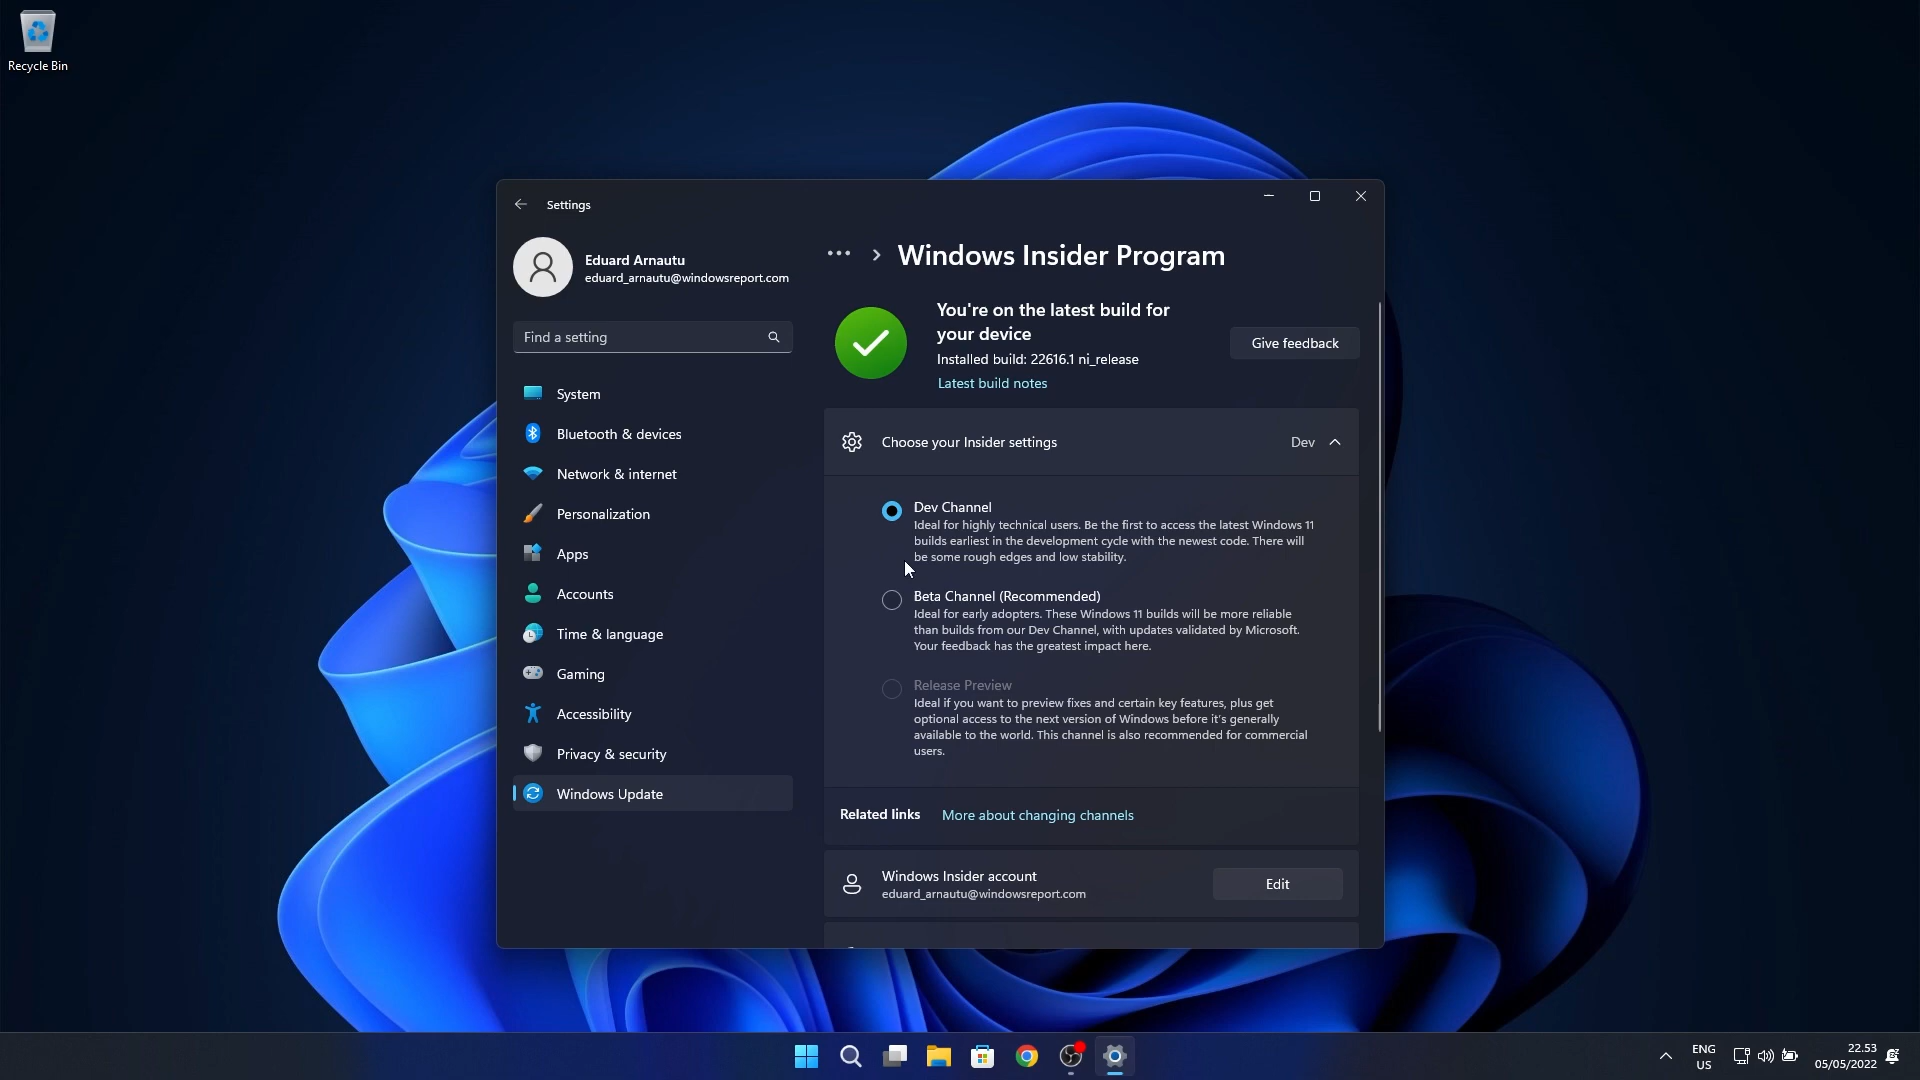 Recycle Bin
Settings
Eduard Arnautu
eduard_arnautu@windowsreport.com
Find a setting
System
Bluetooth & devices
Network & internet
Personalization
Apps
Accounts
Time & language
Gaming
Accessibility
Privacy & security
Windows Update
Windows Insider Program
You're on the latest build for
your device
Installed build: 22616.1 ni_release
Latest build notes
Give feedback
Choose your Insider settings
Dev
Dev Channel
Ideal for highly technical users. Be the first to access the latest Windows 11
builds earliest in the development cycle with the newest code. There will
be some rough edges and low stability.
Beta Channel (Recommended)
Ideal for early adopters. These Windows 11 builds will be more reliable
than builds from our Dev Channel, with updates validated by Microsoft.
Your feedback has the greatest impact here.
Release Preview
Ideal if you want to preview fixes and certain key features, plus get
optional access to the next version of Windows before it's generally
available to the world. This channel is also recommended for commercial
users.
Related links
More about changing channels
Windows Insider account
eduard_arnautu@windowsreport.com
Edit
ENG
US
22.53
05/05/2022